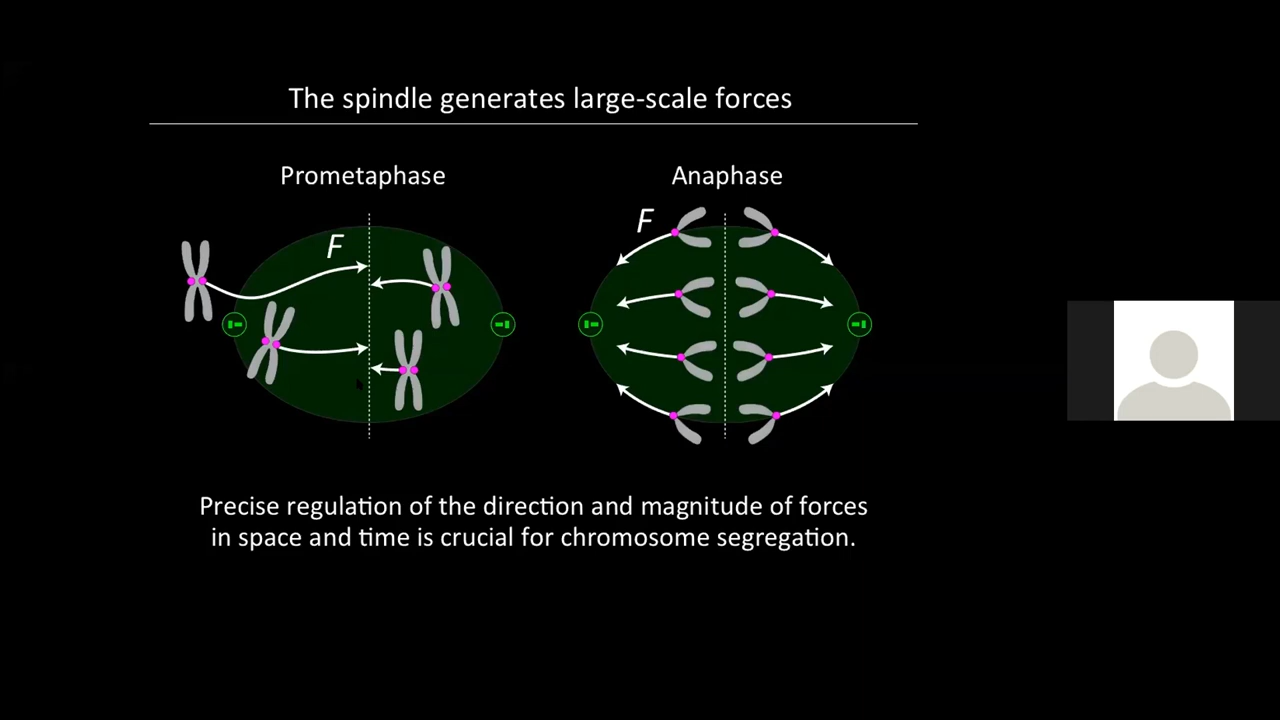 The spindle generates large-scale forces
Prometaphase
Anaphase
F
F
Precise regulation of the direction and magnitude of forces
in space and time is crucial for chromosome segregation.